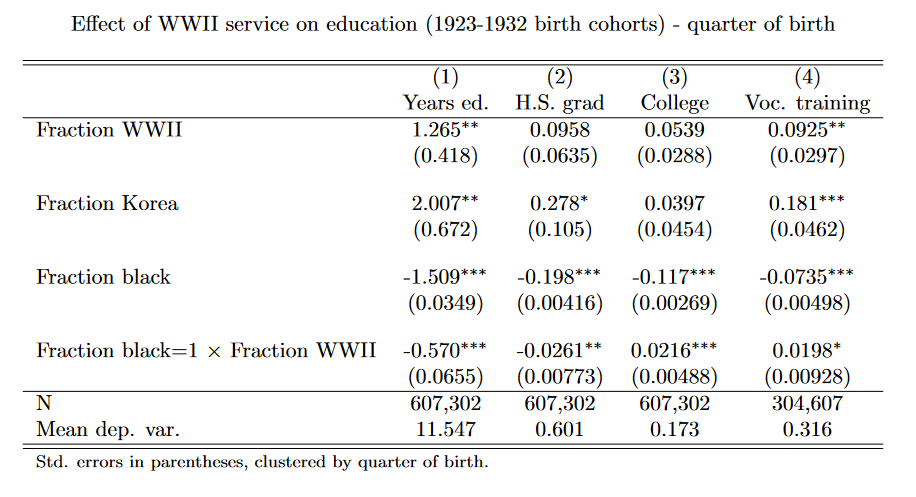 Effect of WWII service on education (1923-1932 birth cohorts) - quarter of birth
(1) (2) (3) (4)
Years ed. H.S. grad College Voc. training
Fraction WWII 1.265** 0.0958 0.0539 0.0925**
(0.418) (0.0635) (0.0288) (0.0297)
Fraction Korea 2.007** 0.278* 0.0397 0.181***
(0.672) (0.105) (0.0454) (0.0462)
Fraction black -1.509*** -0.198*** -0.117*** -0.0735***
(0.0349) (0.00416) (0.00269) (0.00498)
Fraction black=1 × Fraction WWII -0.570*** -0.0261** 0.0216*** 0.0198*
(0.0655) (0.00773) (0.00488) (0.00928)
N 607,302 607,302 607,302 304,607
Mean dep. var. 11.547 0.601 0.173 0.316
Std. errors in parentheses, clustered by quarter of birth.